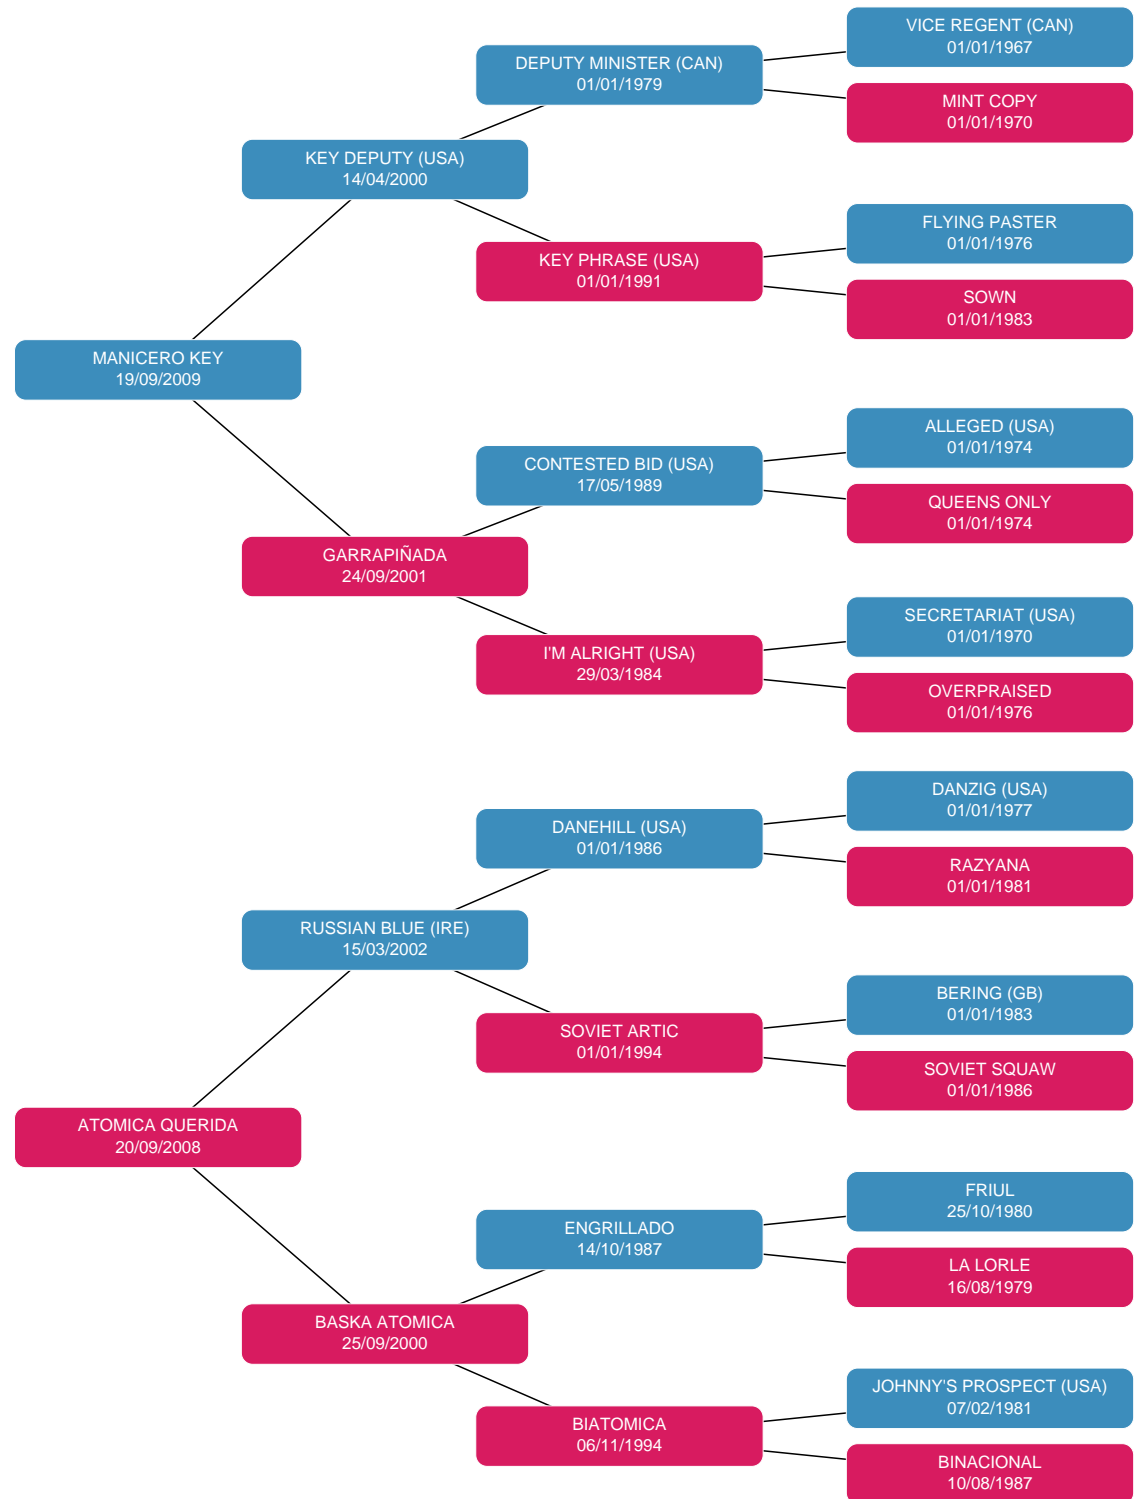 VICE REGENT (CAN)
01/01/1967
DEPUTY MINISTER (CAN)
01/01/1979
MINT COPY
01/01/1970
KEY DEPUTY (USA)
14/04/2000
FLYING PASTER
01/01/1976
KEY PHRASE (USA)
01/01/1991
SOWN
01/01/1983
MANICERO KEY
19/09/2009
ALLEGED (USA)
01/01/1974
CONTESTED BID (USA)
17/05/1989
QUEENS ONLY
01/01/1974
GARRAPIÑADA
24/09/2001
SECRETARIAT (USA)
01/01/1970
I'M ALRIGHT (USA)
29/03/1984
OVERPRAISED
01/01/1976
DANZIG (USA)
01/01/1977
DANEHILL (USA)
01/01/1986
RAZYANA
01/01/1981
RUSSIAN BLUE (IRE)
15/03/2002
BERING (GB)
01/01/1983
SOVIET ARTIC
01/01/1994
SOVIET SQUAW
01/01/1986
ATOMICA QUERIDA
20/09/2008
FRIUL
25/10/1980
ENGRILLADO
14/10/1987
LA LORLE
16/08/1979
BASKA ATOMICA
25/09/2000
JOHNNY'S PROSPECT (USA)
07/02/1981
BIATOMICA
06/11/1994
BINACIONAL
10/08/1987